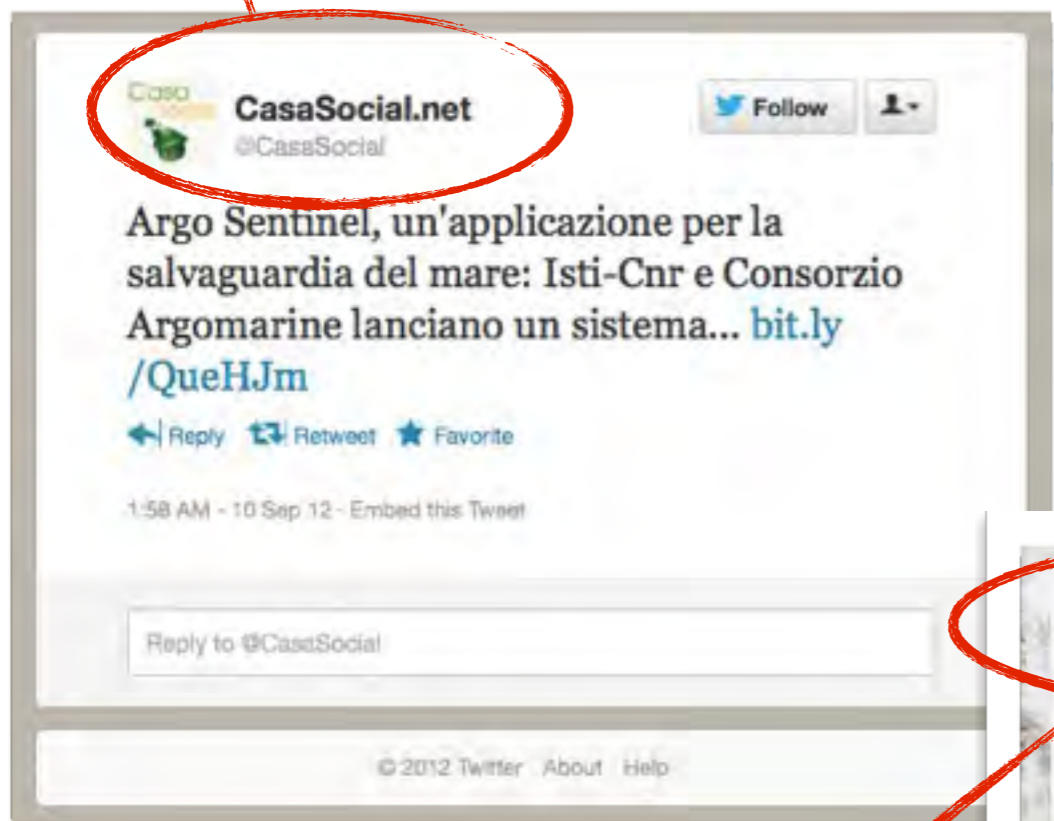 Casa
CasaSocial.net
@CasaSocial
Follow
Argo Sentinel, un'applicazione per la
salvaguardia del mare: Isti-Cnr e Consorzio
Argomarine lanciano un sistema... bit.ly
/QueHJm
Reply Retweet Favorite
1:58 AM - 10 Sep 12 · Embed this Tweet
Reply to @CasaSocial
© 2012 Twitter About Help